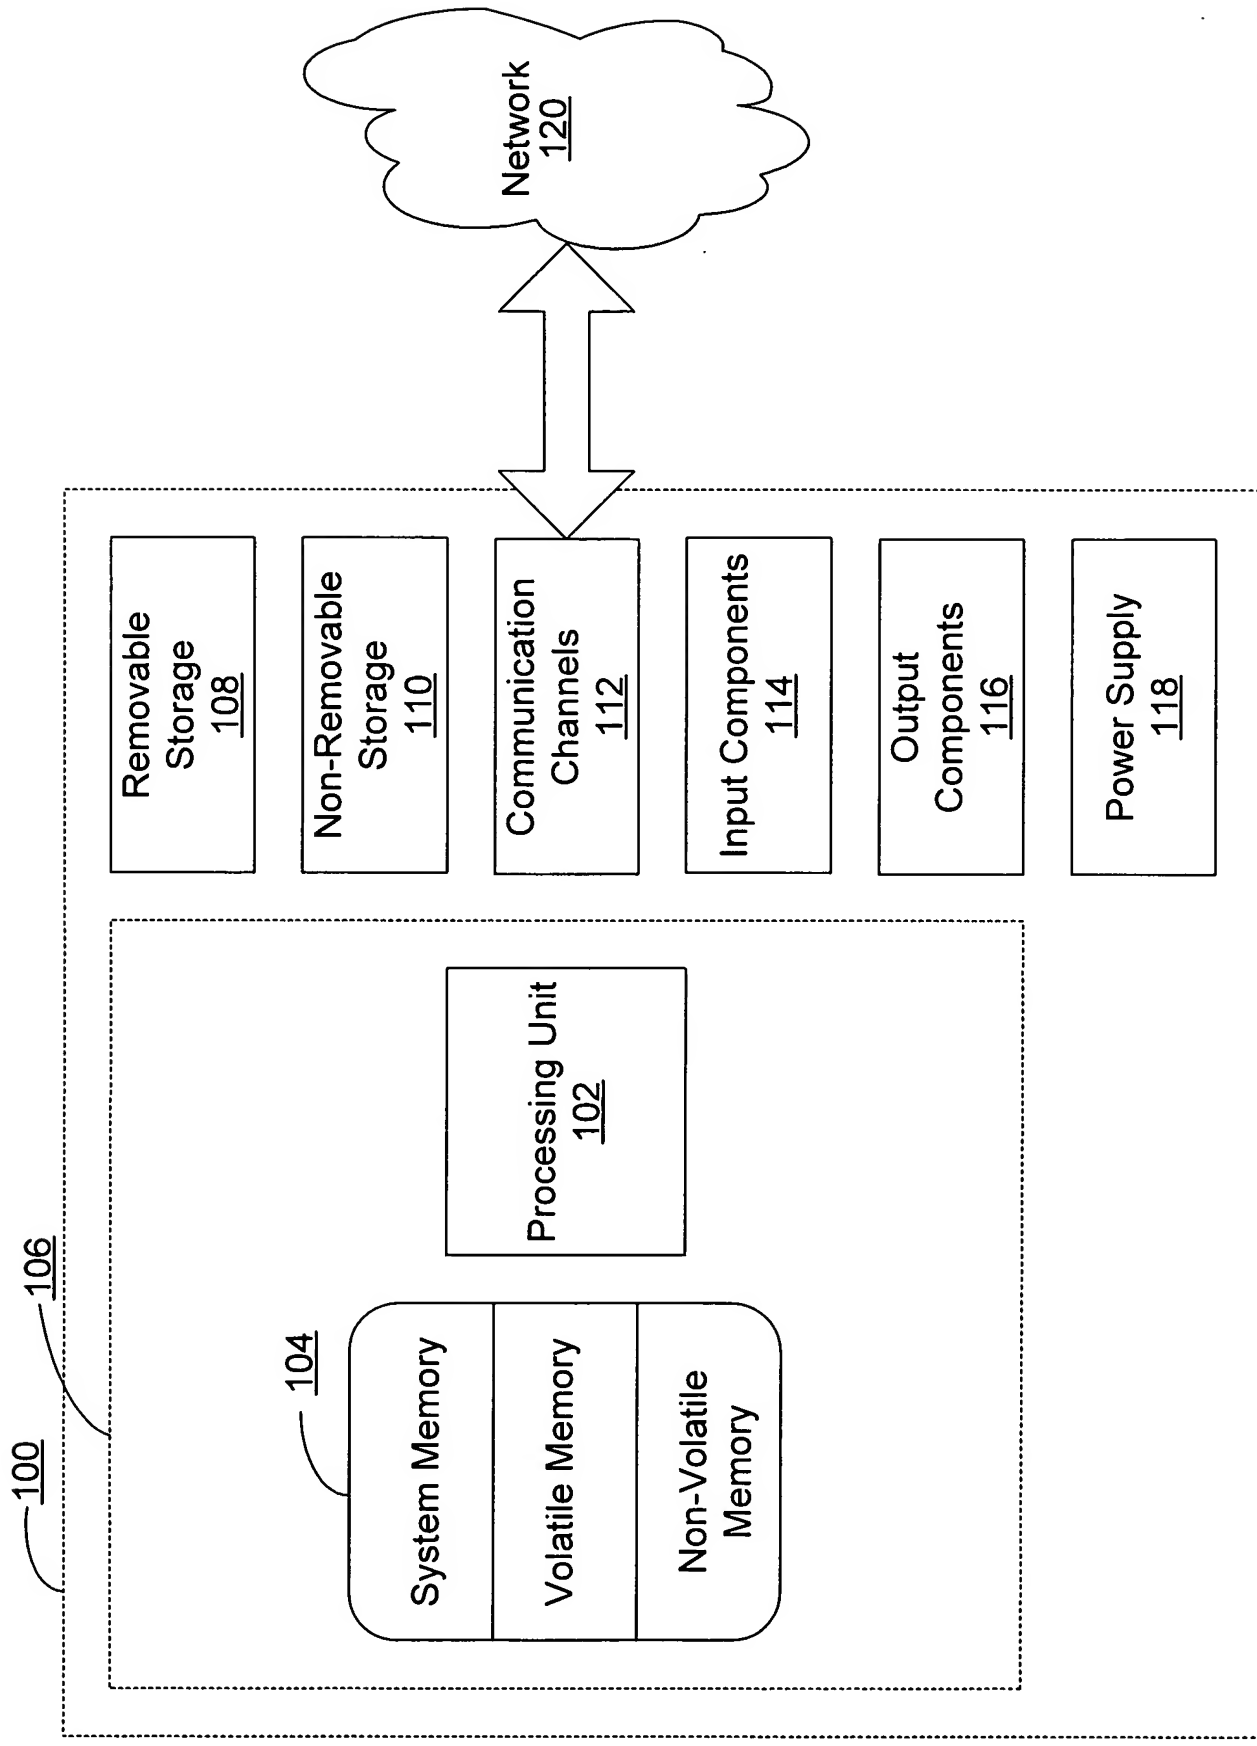 100
106
104
System Memory
Volatile Memory
Non-Volatile
Memory
Processing Unit
102
Removable
Storage
108
Non-Removable
Storage
110
Communication
Channels
112
Input Components
114
Output
Components
116
Power Supply
118
Network
120